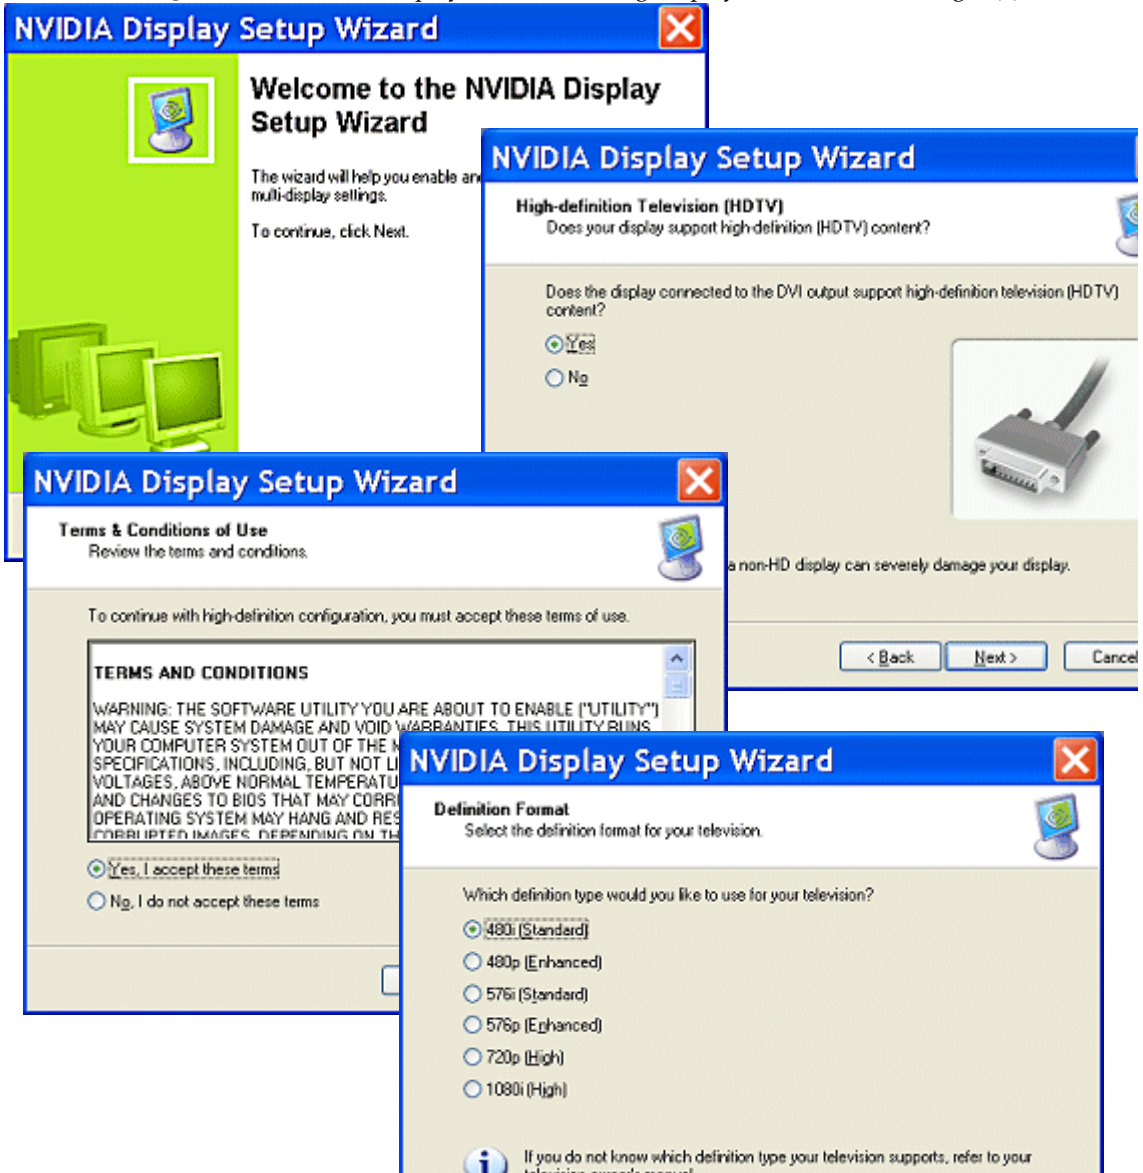 NVIDIA Display Setup Wizard
Welcome to the NVIDIA Display
Setup Wizard
The wizard will help you enable and
multi-display settings.
To continue, click Next.
NVIDIA Display Setup Wizard
High-definition Television (HDTV)
Does your display support high-definition (HDTV) content?
Does the display connected to the DVI output support high-definition television (HDTV)
content?
Yes
No
a non-HD display can severely damage your display.
< Back
Next >
Cancel
NVIDIA Display Setup Wizard
Terms & Conditions of Use
Review the terms and conditions.
To continue with high-definition configuration, you must accept these terms of use.
TERMS AND CONDITIONS
WARNING: THE SOFTWARE UTILITY YOU ARE ABOUT TO ENABLE ("UTILITY")
MAY CAUSE SYSTEM DAMAGE AND VOID WARRANTIES. THIS UTILITY RUNS
YOUR COMPUTER SYSTEM OUT OF THE
SPECIFICATIONS, INCLUDING, BUT NOT
VOLTAGES, ABOVE NORMAL
AND CHANGES TO BIOS THAT MAY
OPERATING SYSTEM MAY HANG AND
CORRUPTED IMAGES. DEPENDING ON
Yes, I accept these terms
No, I do not accept these terms
NVIDIA Display Setup Wizard
Definition Format
Select the definition format for your television.
Which definition type would you like to use for your television?
480i (Standard)
480p (Enhanced)
576i (Standard)
576p (Enhanced)
720p (High)
1080i (High)
If you do not know which definition type your television supports, refer to your